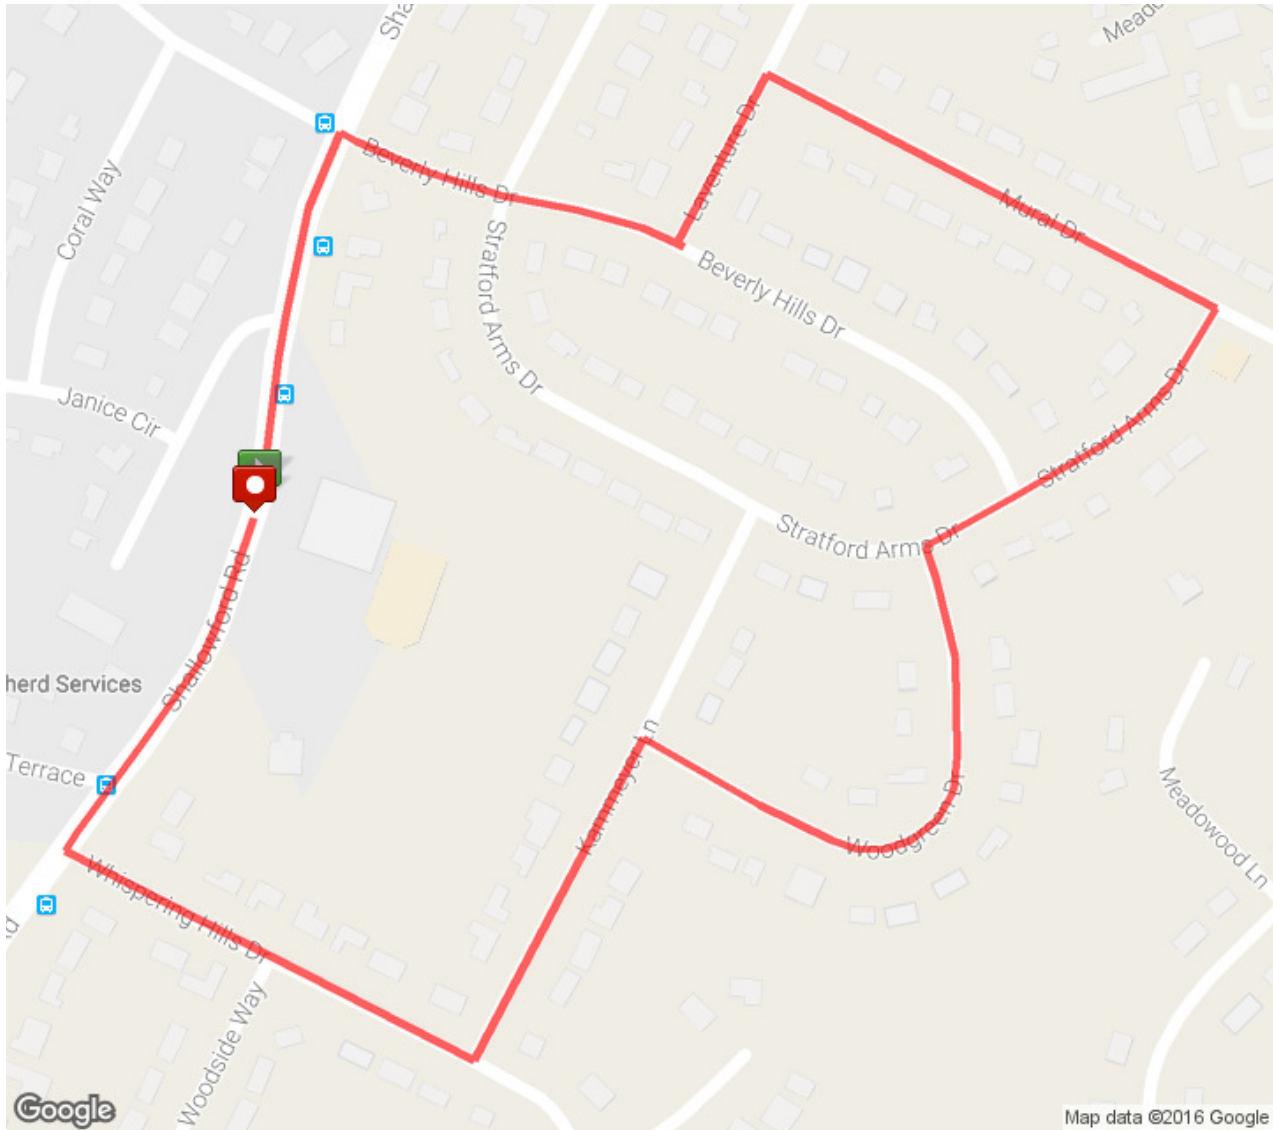 Sha
Meado
Coral Way
Beverly Hills Dr
Laventure Dr
Mural Dr
Stratford Arms Dr
Beverly Hills Dr
Janice Cir
Stratford Arms Dr
Stratford Arms Dr
Shallowford Rd
herd Services
Terrace
Kammeyer Ln
Woodgreen Dr
Meadowood Ln
Whispering Hills Dr
Rd
Woodside Way
Google
Map data ©2016 Google